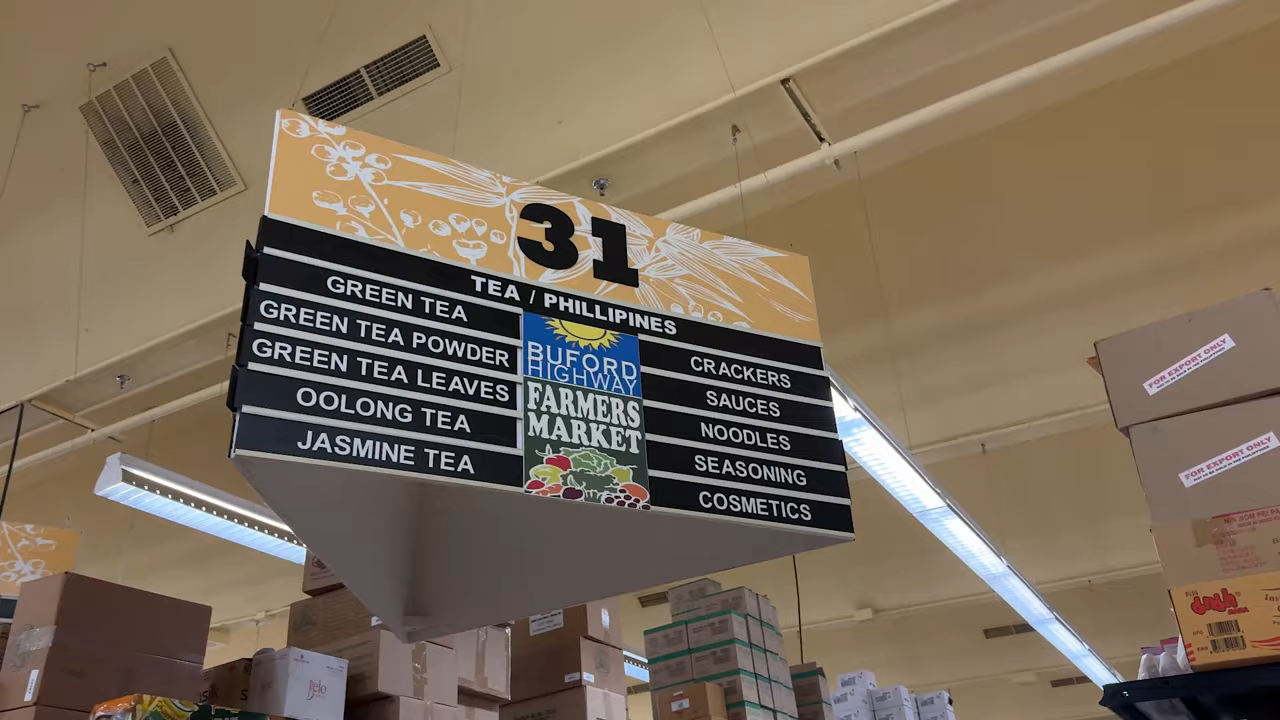 31
TEA / PHILLIPINES
GREEN TEA
GREEN TEA POWDER
GREEN TEA LEAVES
OOLONG TEA
JASMINE TEA
BUFORD
HIGHWAY
FARMERS
MARKET
CRACKERS
SAUCES
NOODLES
SEASONING
COSMETICS
FOR EXPORT ONLY
FOR EXPORT ONLY